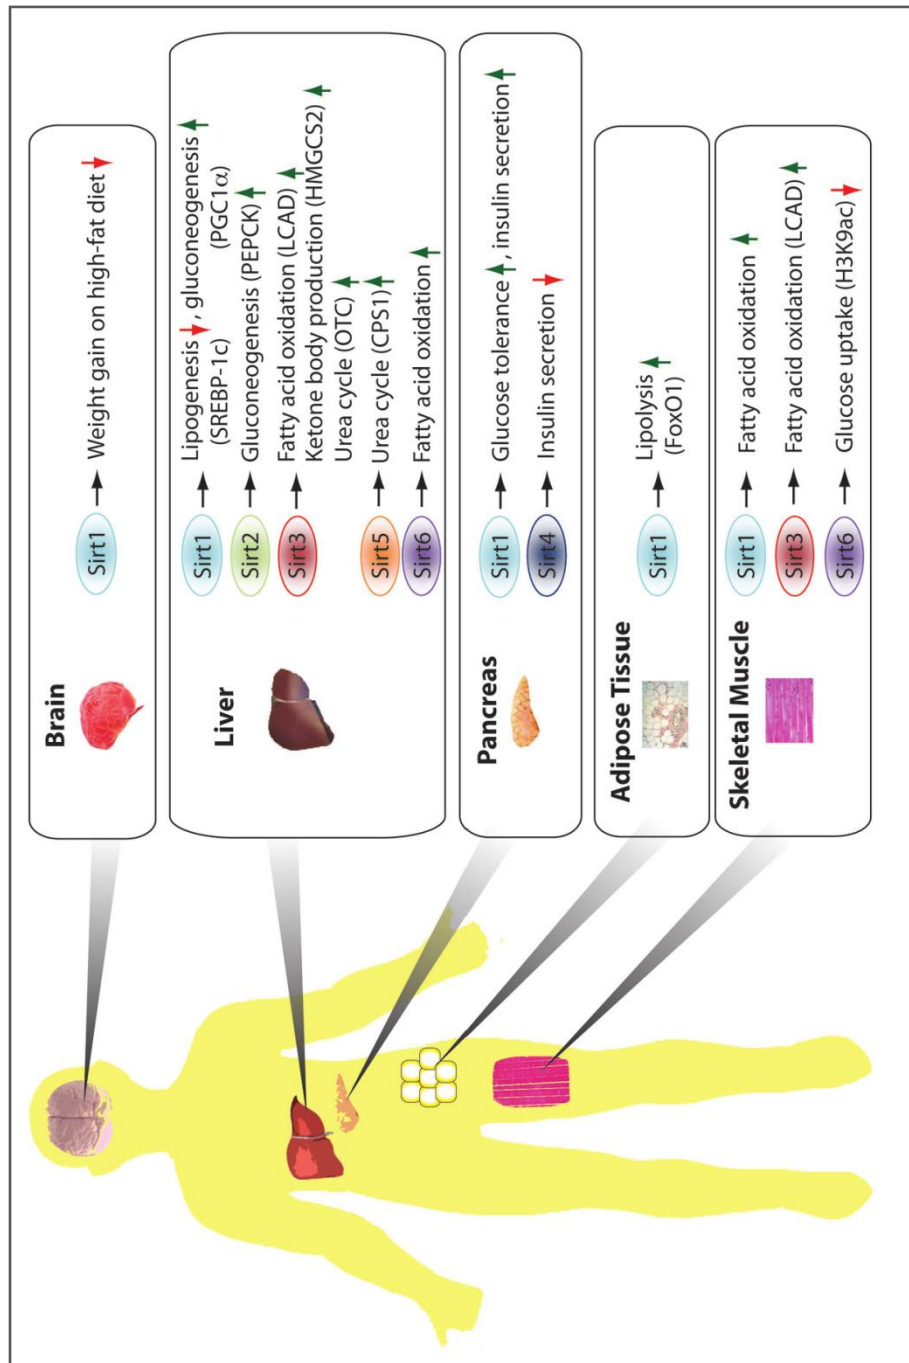 Brain
Sirt1 Weight gain on high-fat diet
Liver
Sirt1 Lipogenesis , gluconeogenesis
(SREBP-1c) (PGC1α)
Sirt2 Gluconeogenesis (PEPCK)
Sirt3 Fatty acid oxidation (LCAD)
Ketone body production (HMGCS2)
Urea cycle (OTC)
Sirt5 Urea cycle (CPS1)
Sirt6 Fatty acid oxidation
Pancreas
Sirt1 Glucose tolerance , insulin secretion
Sirt4 Insulin secretion
Adipose Tissue
Sirt1 Lipolysis
(FoxO1)
Skeletal Muscle
Sirt1 Fatty acid oxidation
Sirt3 Fatty acid oxidation (LCAD)
Sirt6 Glucose uptake (H3K9ac)